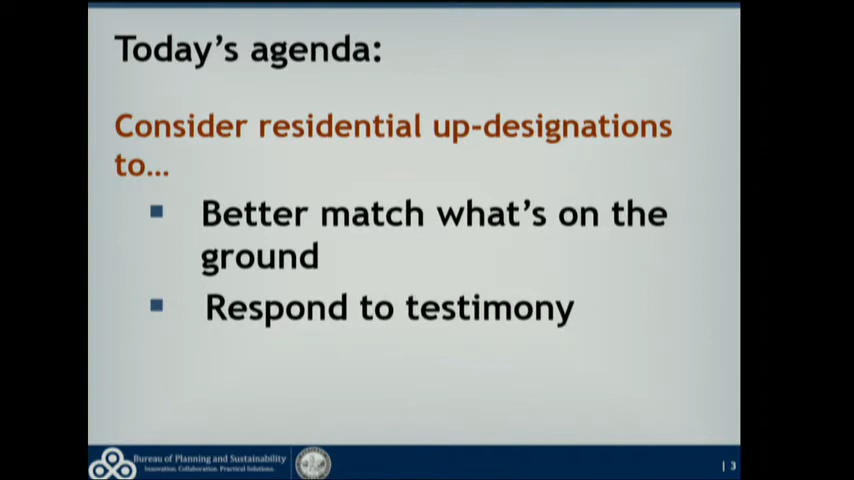 Today's agenda:
Consider residential up-designations
to...
▪ Better match what's on the
ground
▪ Respond to testimony
Bureau of Planning and Sustainability
Innovation. Collaboration. Practical Solutions.
| 3